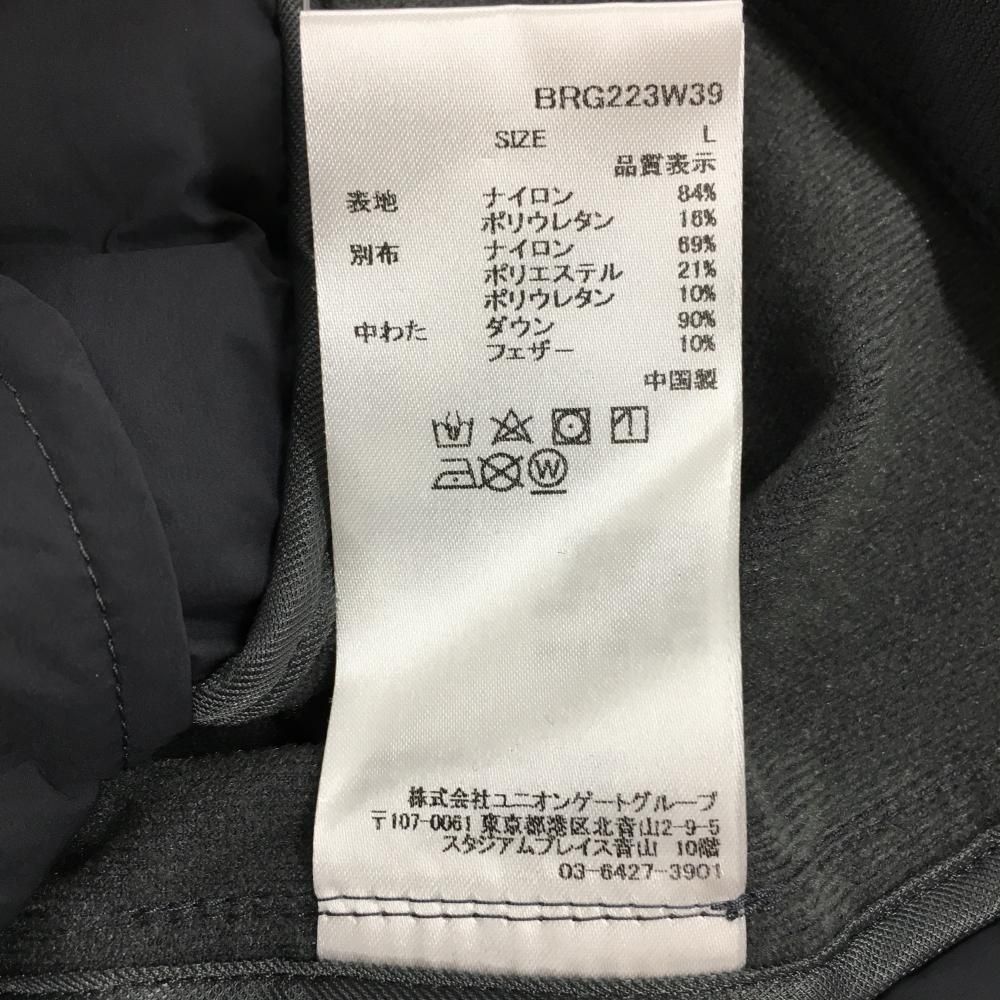 BRG223W39
SIZE L
品質表示
表地 ナイロン 84%
ポリウレタン 16%
別布 ナイロン 69%
ポリエステル 21%
ポリウレタン 10%
中わた ダウン 90%
フェザー 10%
中国製
W
株式会社ユニオンゲートグループ
〒107-0061 東京都港区北青山2-9-5
スタジアムプレイス青山 10階
03-6427-3901